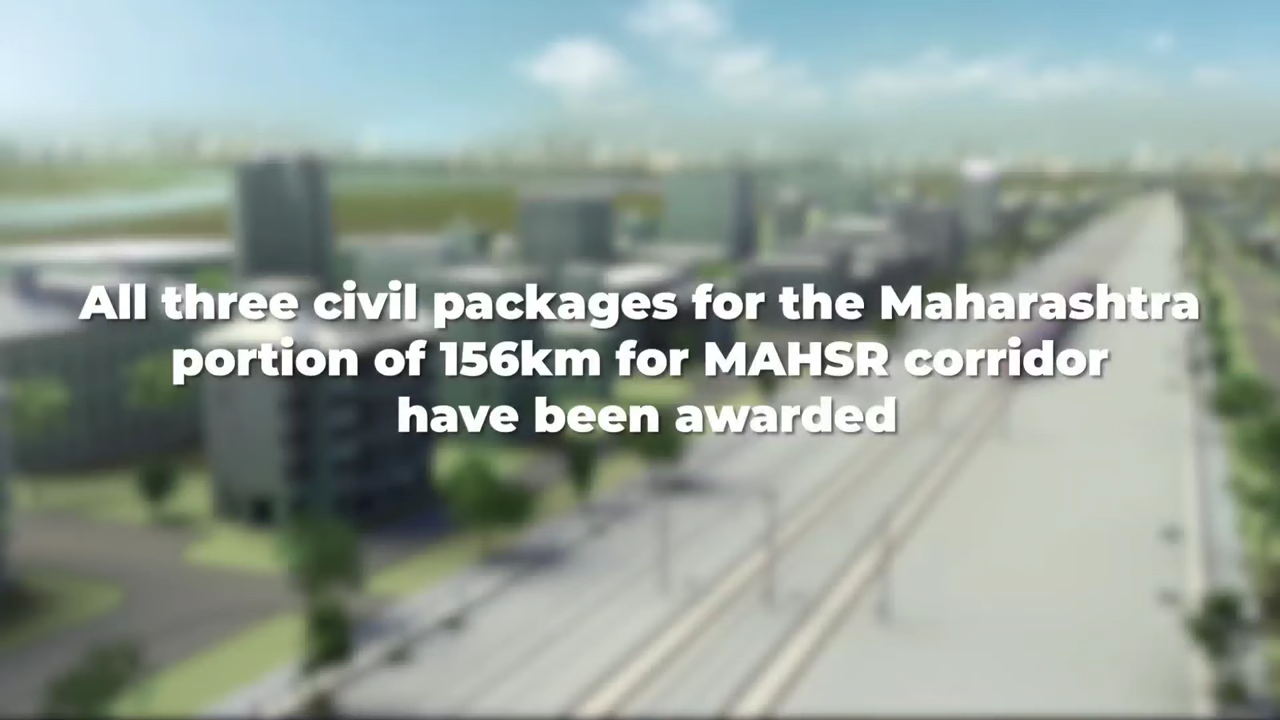 All three civil packages for the Maharashtra
portion of 156km for MAHSR corridor
have been awarded